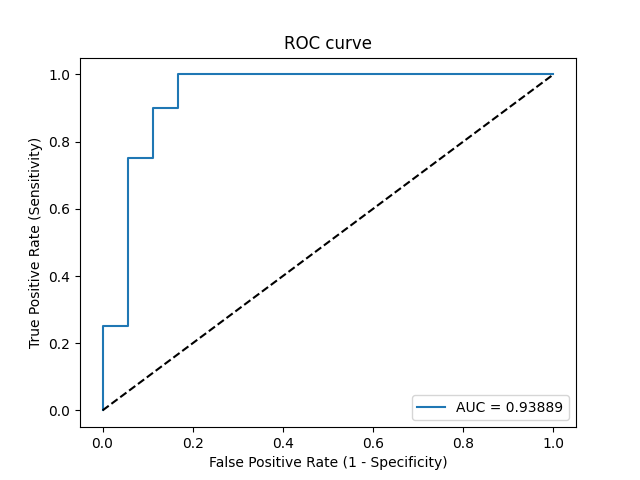 ROC curve
True Positive Rate (Sensitivity)
1.0
0.8
0.6
0.4
0.2
0.0
AUC = 0.93889
0.0 0.2 0.4 0.6 0.8 1.0
False Positive Rate (1 - Specificity)